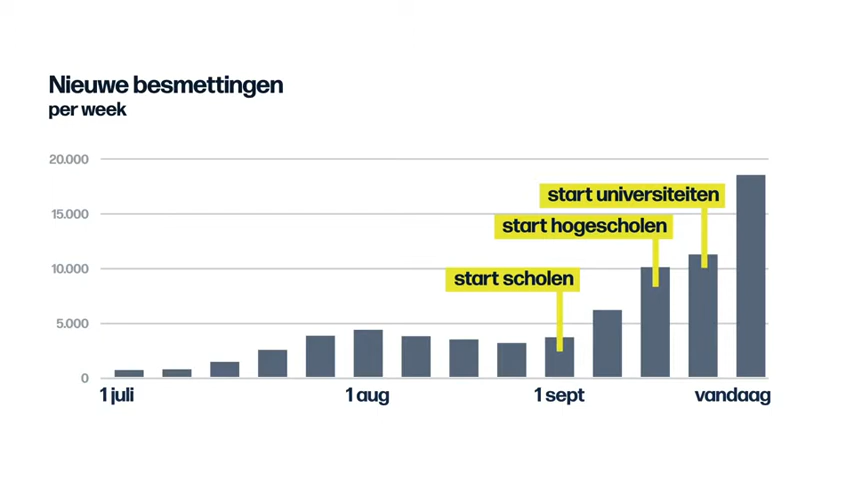 Nieuwe besmettingen
per week
20.000
15.000
10.000
5.000
0
start universiteiten
start hogescholen
start scholen
1 juli
1 aug
1 sept
vandaag